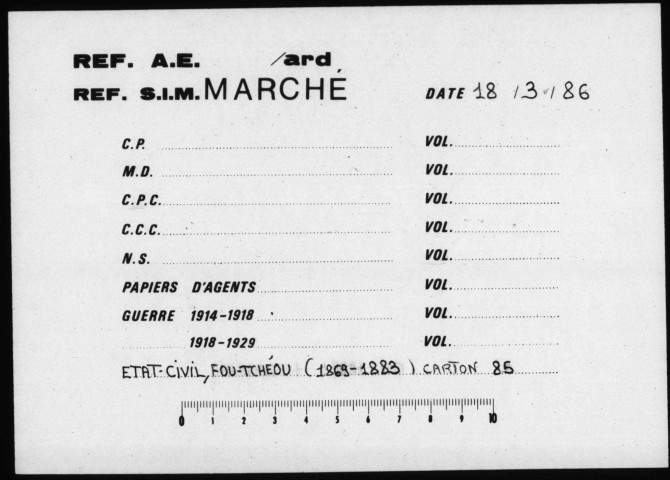 REF. A.E. /ard
REF. S.I.M. MARCHÉ DATE 18 / 3 / 86
C.P. VOL.
M.D. VOL.
C.P.C. VOL.
C.C.C. VOL.
N.S. VOL.
PAPIERS D'AGENTS VOL.
GUERRE 1914-1918 VOL.
1918-1929 VOL.
ETAT-CIVIL, FOU-TCHÉOU (1869-1883) CARTON 85
0 1 2 3 4 5 6 7 8 9 10